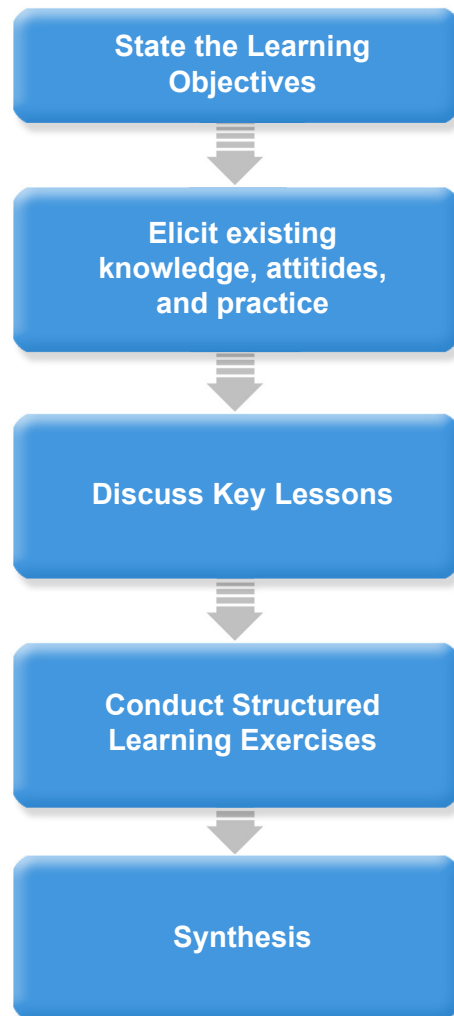 State the Learning
Objectives
Elicit existing
knowledge, attitides,
and practice
Discuss Key Lessons
Conduct Structured
Learning Exercises
Synthesis